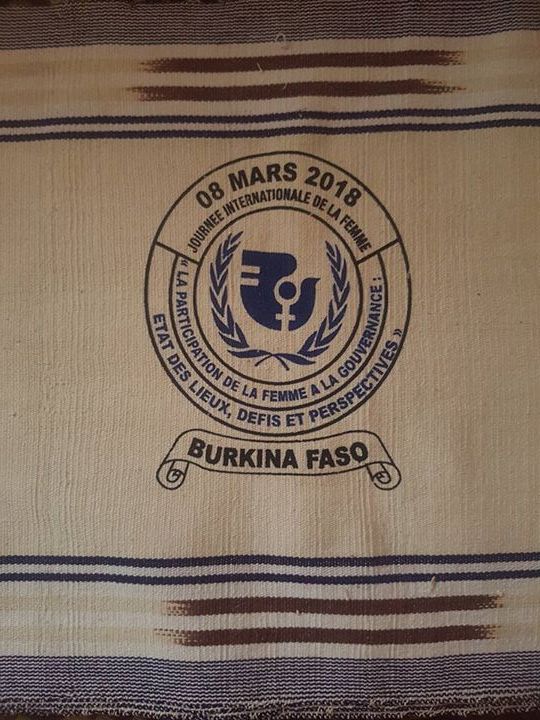 08 MARS 2018
JOURNEE INTERNATIONALE DE LA FEMME
« LA PARTICIPATION DE LA FEMME A LA GOUVERNANCE :
ETAT DES LIEUX, DEFIS ET PERSPECTIVES »
BURKINA FASO